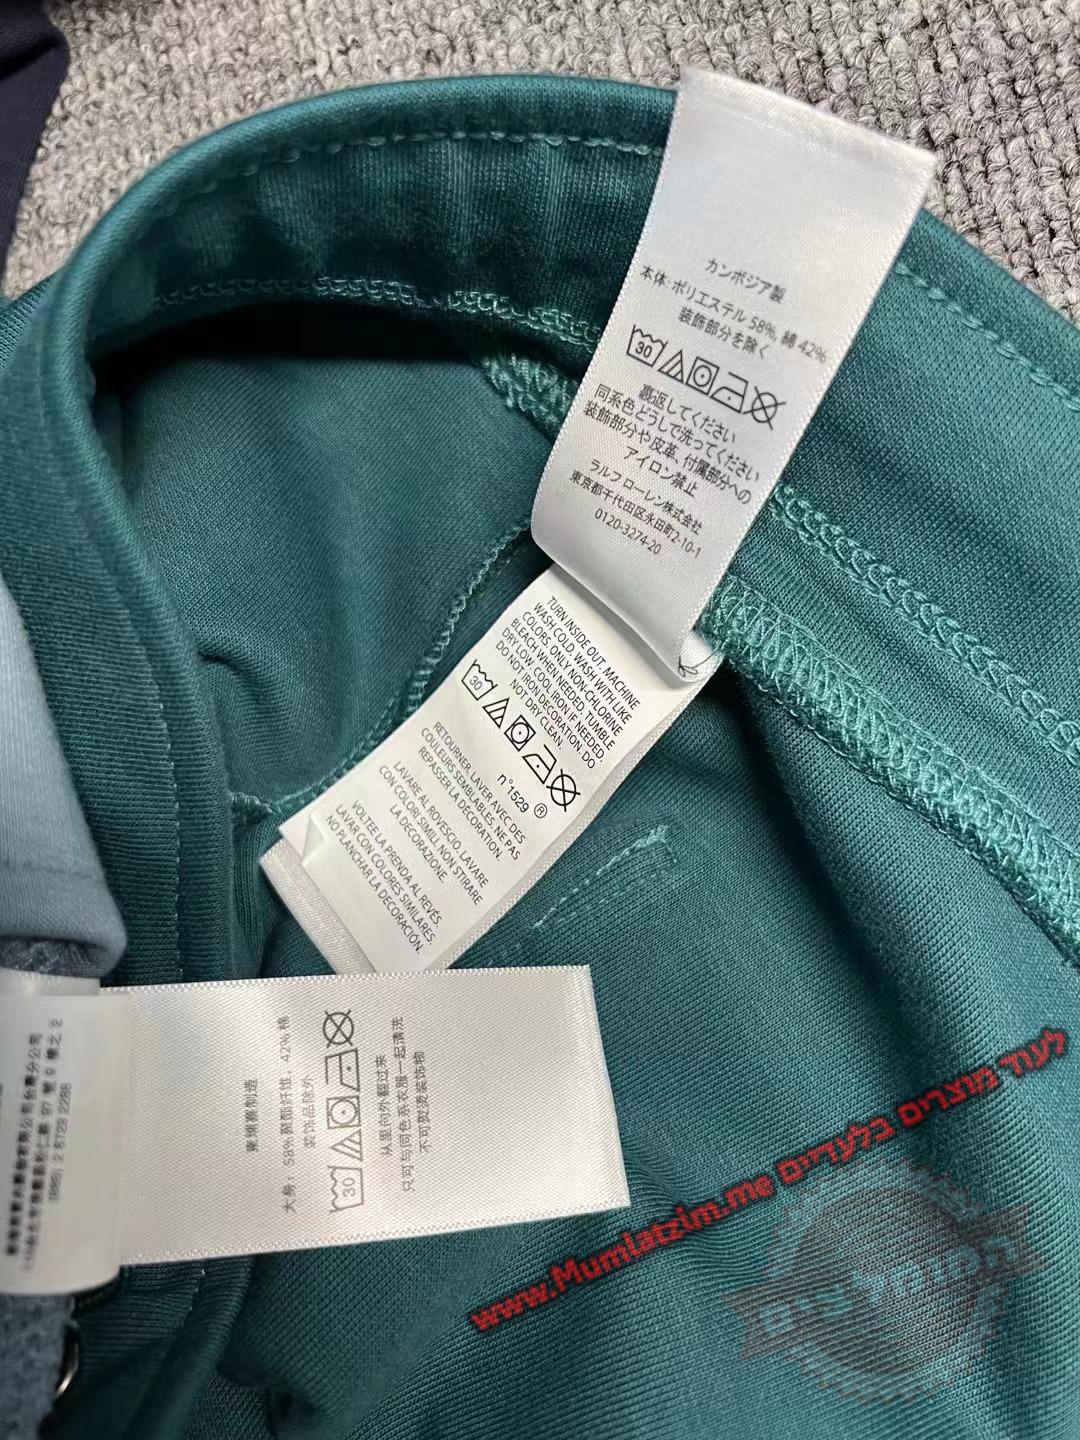 カンボジア製
本体: ポリエステル 58%, 綿 42%
装飾部分を除く
30
裏返してください
同系色どうしで洗ってください
装飾部分や皮革、付属部分への
アイロン禁止
ラルフ ローレン株式会社
東京都千代田区永田町2-10-1
0120-3274-20
TURN INSIDE OUT. MACHINE
WASH COLD. WASH WITH LIKE
COLORS. ONLY NON-CHLORINE
BLEACH WHEN NEEDED. TUMBLE
DRY LOW. COOL IRON IF NEEDED.
DO NOT IRON DECORATION. DO
NOT DRY CLEAN.
30
n°1529 ®
RETOURNER, LAVER AVEC DES
COULEURS SEMBLABLES. NE PAS
REPASSER LA DÉCORATION.
LAVARE AL ROVESCIO. LAVARE
CON COLORI SIMILI. NON STIRARE
LA DECORAZIONE.
VOLTEE LA PRENDA AL REVÉS.
LAVAR CON COLORES SIMILARES.
NO PLANCHAR LA DECORACIÓN.
柬埔寨制造
大身: 58%聚酯纤维, 42%棉
装饰品除外
30
从里向外翻过来
只可与同色系衣服一起清洗
不可熨烫装饰物
(886) 2 8729 2288
לעוד מוצרים בלעדיים www.Mumlatzim.me